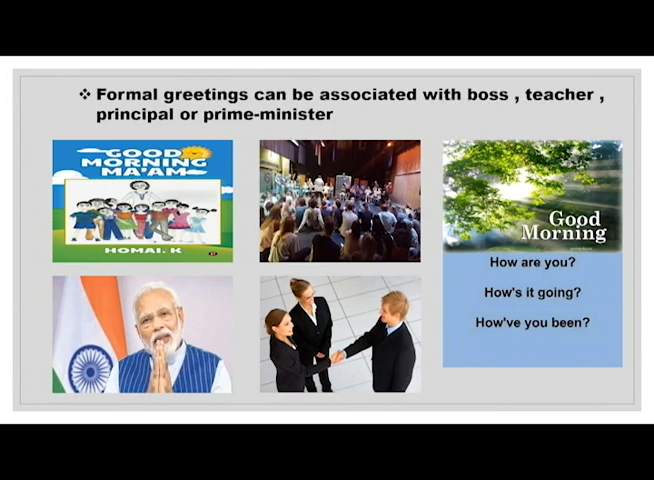 ❖ Formal greetings can be associated with boss , teacher ,
principal or prime-minister
GOOD
MORNING
MA'AM
HOMAI. K
Good
Morning
How are you?
How's it going?
How've you been?